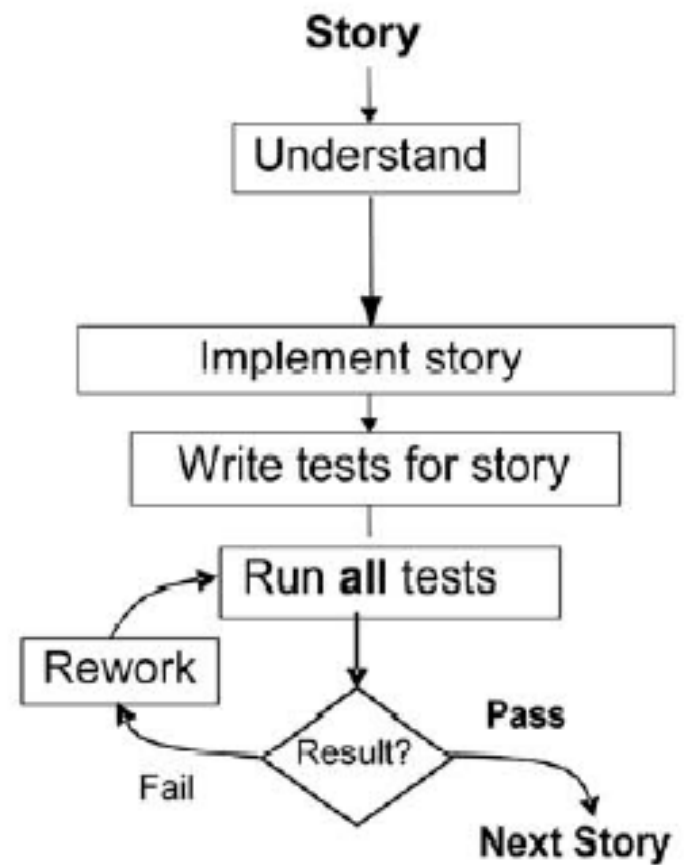 Story
Understand
Implement story
Write tests for story
Run all tests
Rework
Result?
Pass
Fail
Next Story